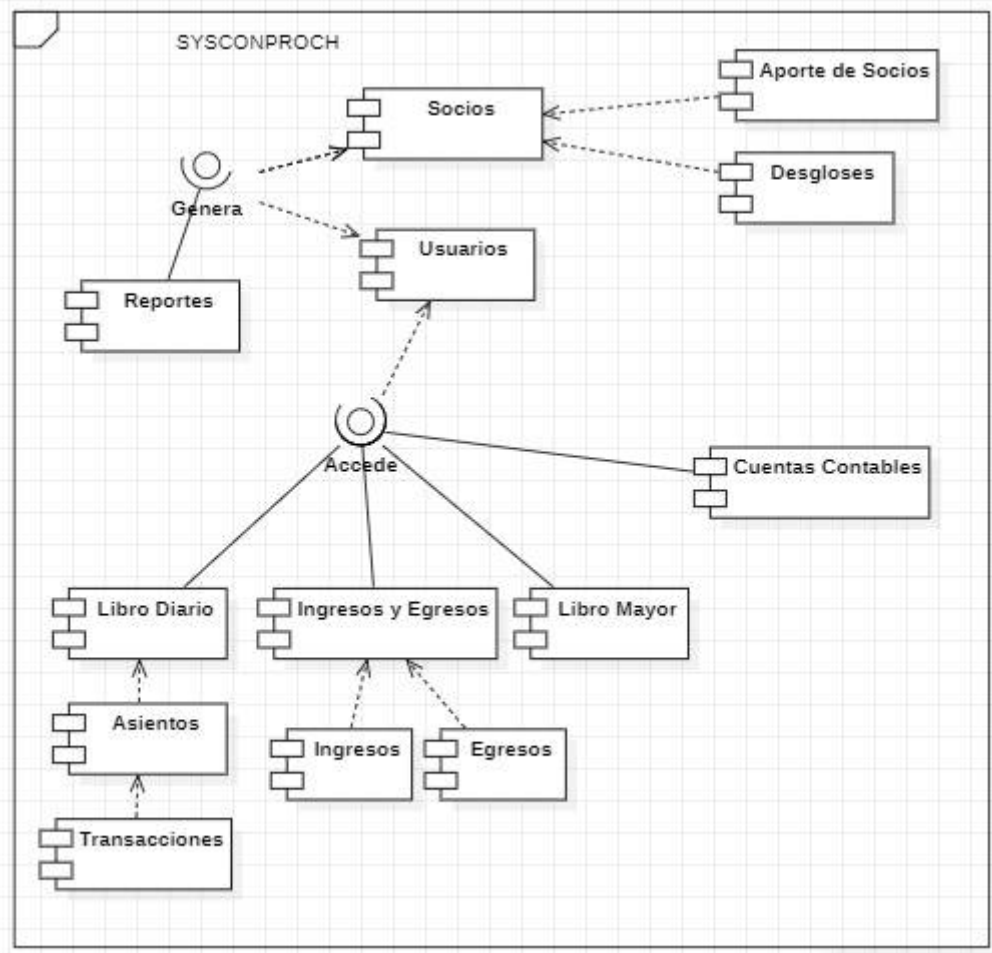 SYSCONPROCH
Aporte de Socios
Socios
Desgloses
Genera
Usuarios
Reportes
Accede
Cuentas Contables
Libro Diario
Ingresos y Egresos
Libro Mayor
Asientos
Ingresos
Egresos
Transacciones